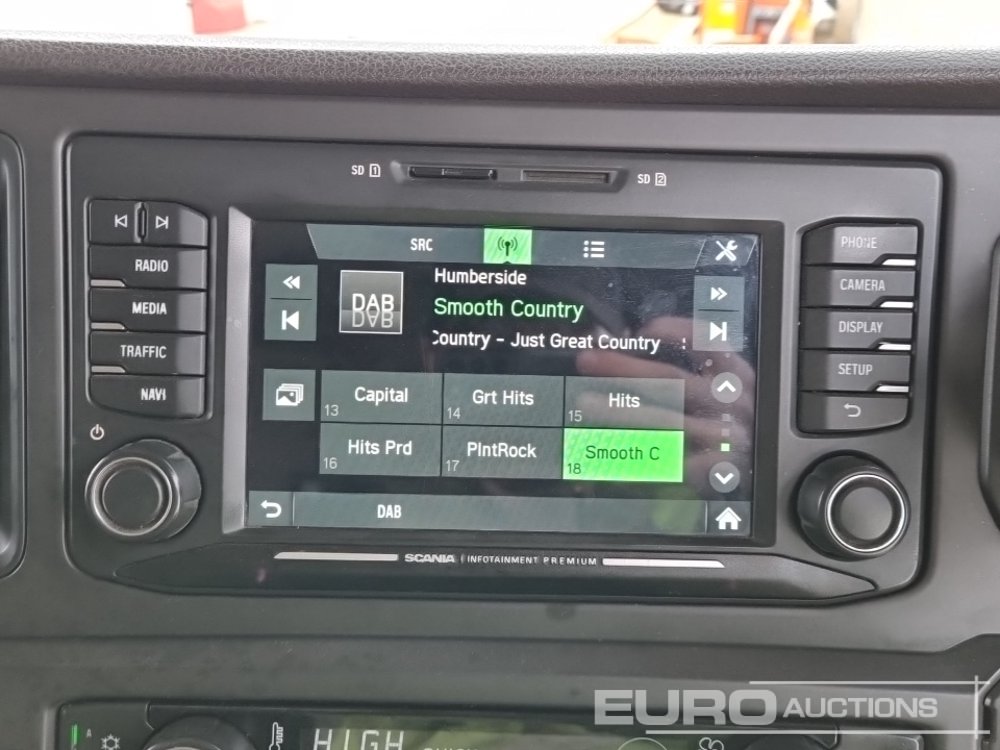 SD 1
SD 2
SRC
RADIO
MEDIA
TRAFFIC
NAVI
PHONE
CAMERA
DISPLAY
SETUP
DAB
Humberside
Smooth Country
Country - Just Great Country
13 Capital
14 Grt Hits
15 Hits
16 Hits Prd
17 PlntRock
18 Smooth C
DAB
SCANIA | INFOTAINMENT PREMIUM
A
HIGH
EURO AUCTIONS